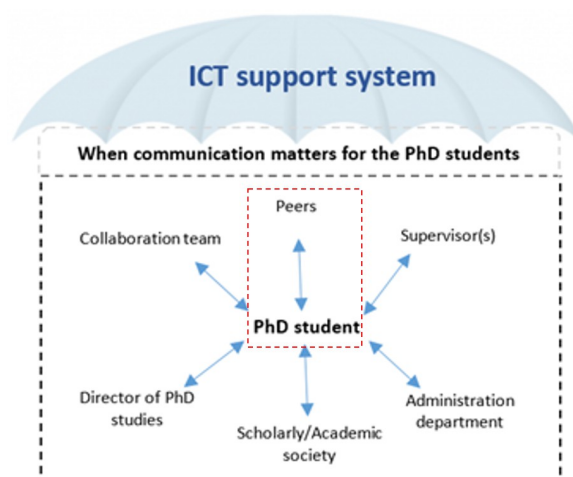 ICT support system
When communication matters for the PhD students
Peers
Collaboration team
Supervisor(s)
PhD student
Director of PhD
studies
Administration
department
Scholarly/Academic
society